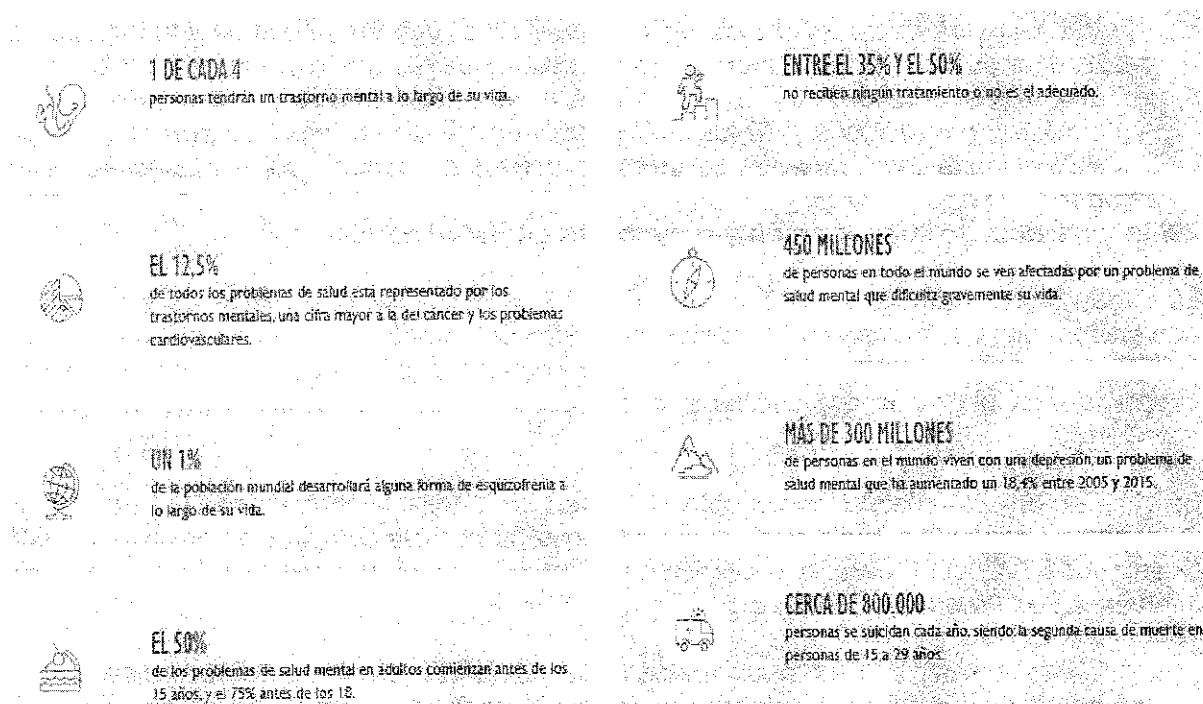 1 DE CADA 4
personas tendrán un trastorno mental a lo largo de su vida.
EL 12,5%
de todos los problemas de salud está representado por los
trastornos mentales, una cifra mayor a la del cáncer y los problemas
cardiovasculares.
UN 1%
de la población mundial desarrollará alguna forma de esquizofrenia a
lo largo de su vida.
EL 50%
de los problemas de salud mental en adultos comienzan antes de los
15 años, y el 75% antes de los 18.
ENTRE EL 35% Y EL 50%
no reciben ningún tratamiento o no es el adecuado.
450 MILLONES
de personas en todo el mundo se ven afectadas por un problema de
salud mental que dificulta gravemente su vida.
MÁS DE 300 MILLONES
de personas en el mundo viven con una depresión, un problema de
salud mental que ha aumentado un 18,4% entre 2005 y 2015.
CERCA DE 800.000
personas se suicidan cada año, siendo la segunda causa de muerte en
personas de 15 a 29 años.